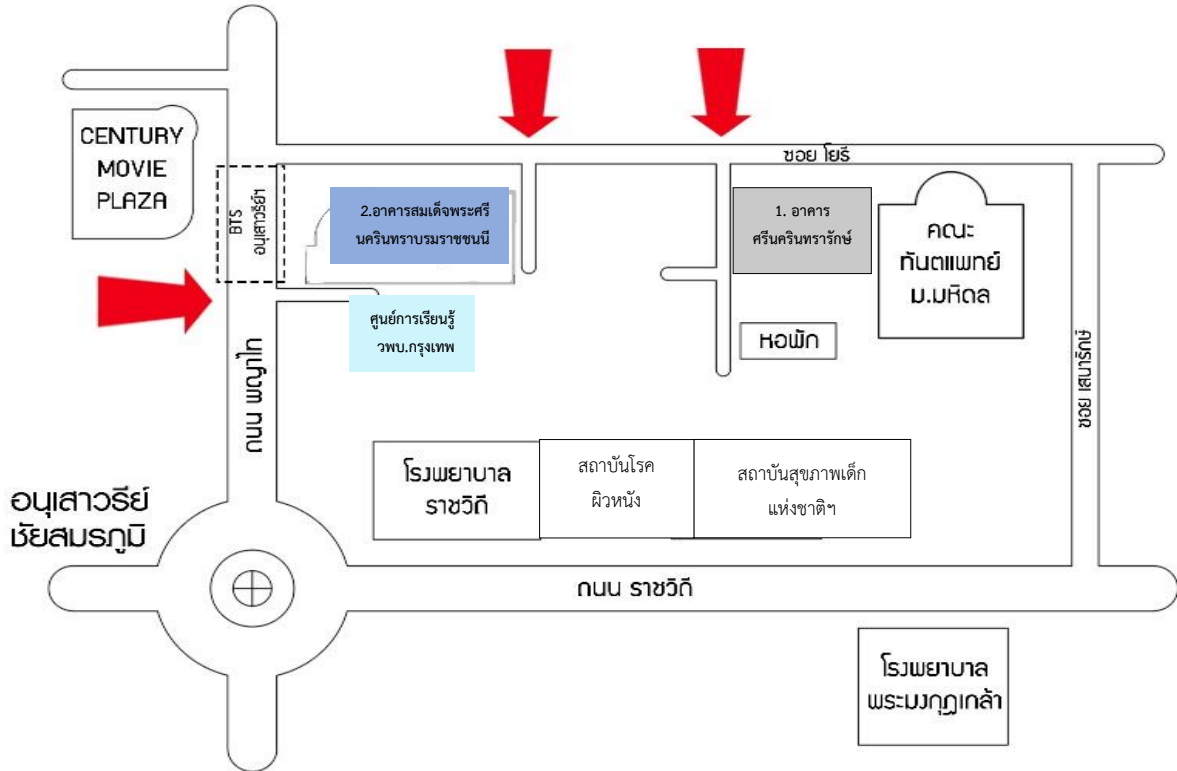 CENTURY
MOVIE
PLAZA
BTS
อนุเสาวรีย์ฯ
ซอย โยธี
2.อาคารสมเด็จพระศรี
นครินทราบรมราชชนนี
1. อาคาร
ศรีนครินทรารักษ์
คณะ
ทันตแพทย์
ม.มหิดล
ศูนย์การเรียนรู้
วพบ.กรุงเทพ
หอพัก
ถนน พญาไท
ซอย เสนารักษ์
โรงพยาบาล
ราชวิถี
สถาบันโรค
ผิวหนัง
สถาบันสุขภาพเด็ก
แห่งชาติฯ
อนุเสาวรีย์
ชัยสมรภูมิ
ถนน ราชวิถี
โรงพยาบาล
พระมงกุฎเกล้า